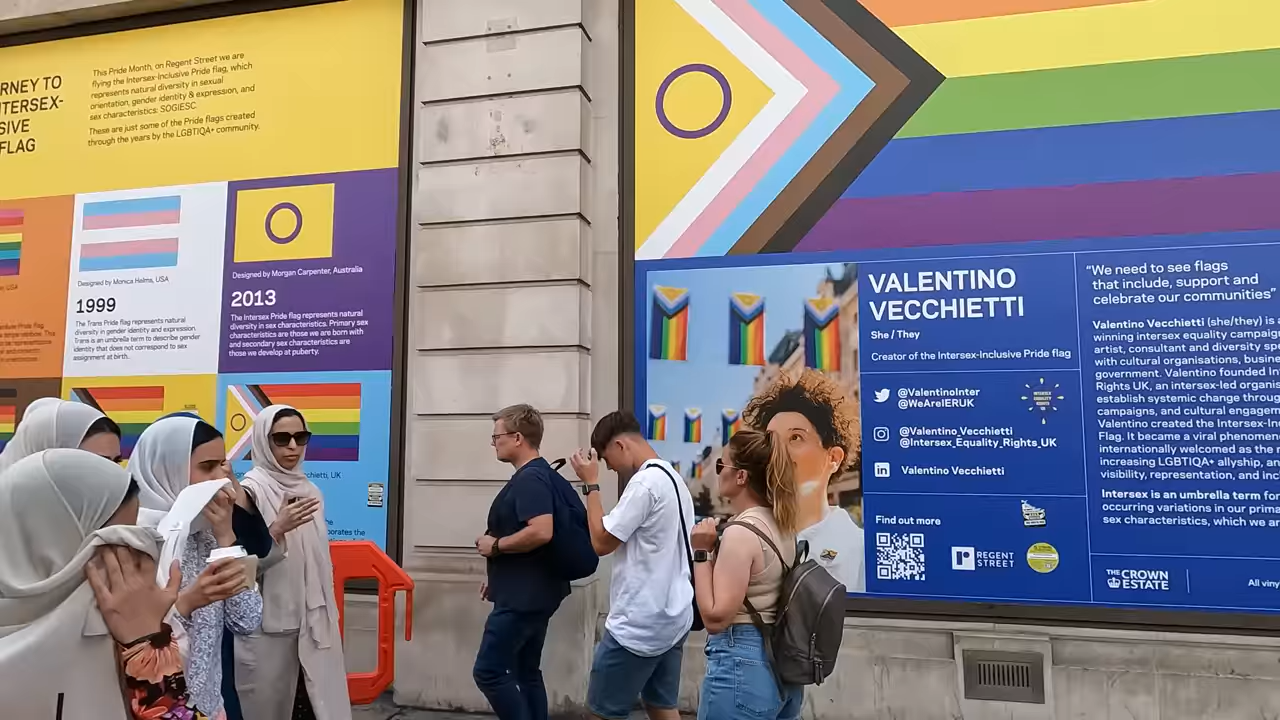 RNEY TO
NTERSEX-
SIVE
FLAG
This Pride Month, on Regent Street we are
flying the Intersex-Inclusive Pride flag, which
represents natural diversity in sexual
orientation, gender identity & expression, and
sex characteristics: SOGIESC.
These are just some of the Pride flags created
through the years by the LGBTIQA+ community.
Designed by Monica Helms, USA
1999
The Trans Pride flag represents natural
diversity in gender identity and expression.
Trans is an umbrella term to describe gender
identity that does not correspond to sex
assignment at birth.
Designed by Morgan Carpenter, Australia
2013
The Intersex Pride flag represents natural
diversity in sex characteristics. Primary sex
characteristics are those we are born with
and secondary sex characteristics are
those we develop at puberty.
chietti, UK
VALENTINO
VECCHIETTI
She / They
Creator of the Intersex-Inclusive Pride flag
@ValentinoInter
@WeAreIERUK
@Valentino_Vecchietti
@Intersex_Equality_Rights_UK
Valentino Vecchietti
Find out more
REGENT
STREET
"We need to see flags
that include, support and
celebrate our communities"
Valentino Vecchietti (she/they) is a
winning intersex equality campaig
artist, consultant and diversity sp
with cultural organisations, busine
government. Valentino founded In
Rights UK, an intersex-led organis
establish systemic change throug
campaigns, and cultural engagem
Valentino created the Intersex-Inc
Flag. It became a viral phenomeno
internationally welcomed as the n
increasing LGBTIQA+ allyship, an
visibility, representation, and inc
Intersex is an umbrella term for
occurring variations in our prima
sex characteristics, which we ar
THE CROWN
ESTATE
All viny